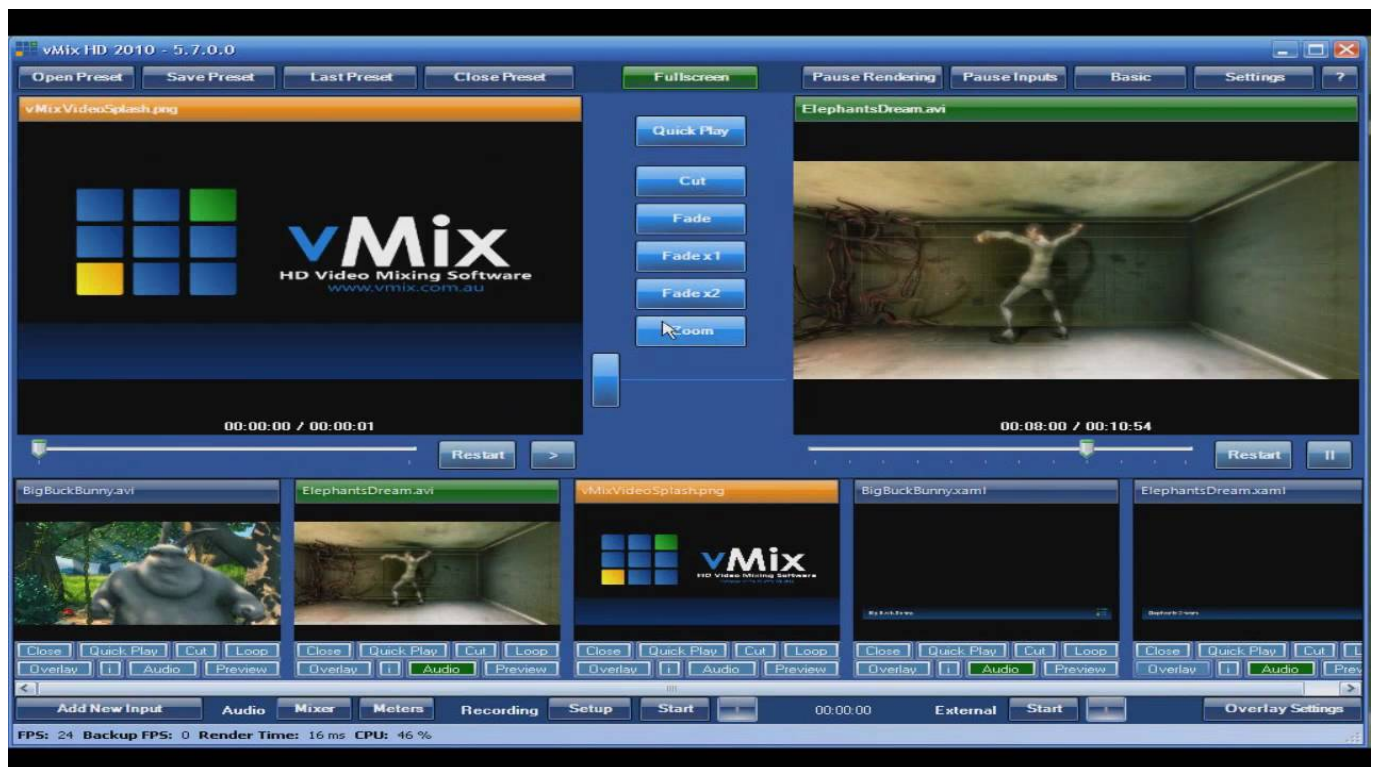 vMix HD 2010 - 5.7.0.0
Open Preset Save Preset Last Preset Close Preset Fullscreen Pause Rendering Pause Inputs Basic Settings ?
vMixVideoSplash.png
ElephantsDream.avi
Quick Play
Cut
Fade
Fade x1
Fade x2
Zoom
vMix
HD Video Mixing Software
www.vmix.com.au
00:00:00 / 00:00:01
00:08:00 / 00:10:54
Restart >
Restart II
BigBuckBunny.avi ElephantsDream.avi vMixVideoSplash.png BigBuckBunny.xaml ElephantsDream.xaml
vMix
HD Video Mixing Software
Big Buck Bunny
Elephants Dream
Close Quick Play Cut Loop Close Quick Play Cut Loop Close Quick Play Cut Loop Close Quick Play Cut Loop Close Quick Play Cut L
Overlay i Audio Preview Overlay i Audio Preview Overlay i Audio Preview Overlay i Audio Preview Overlay i Audio Prev
Add New Input Audio Mixer Meters Recording Setup Start 00:00:00 External Start Overlay Settings
FPS: 24 Backup FPS: 0 Render Time: 16 ms CPU: 46 %